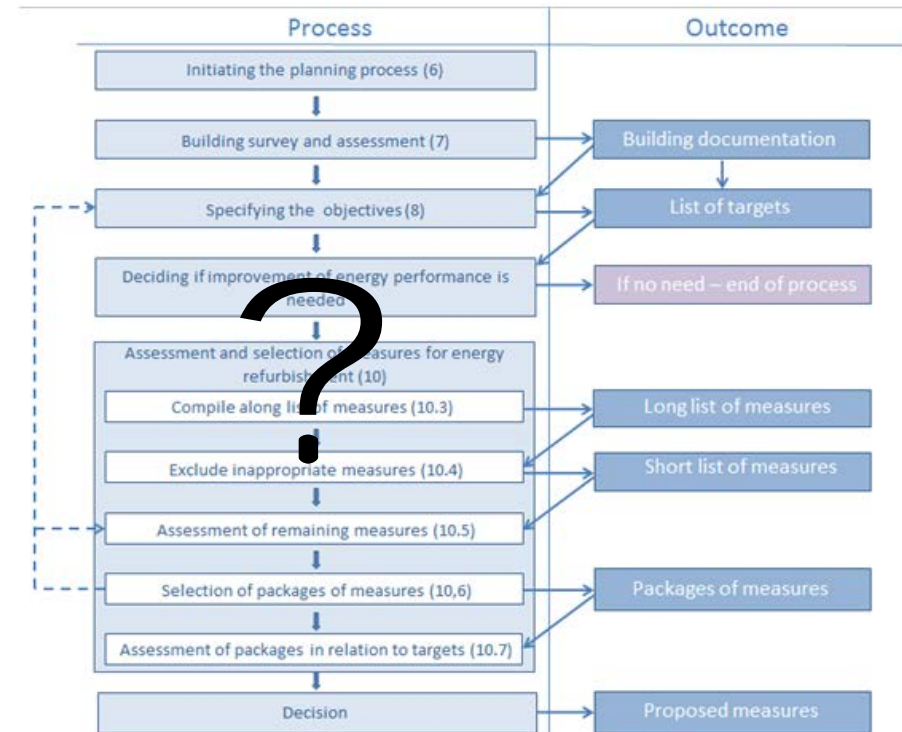 Process
Outcome
Initiating the planning process (6)
Building survey and assessment (7)
Building documentation
Specifying the objectives (8)
List of targets
Deciding if improvement of energy performance is
needed
If no need – end of process
Assessment and selection of measures for energy
refurbishment (10)
Compile along list of measures (10.3)
Long list of measures
Exclude inappropriate measures (10.4)
Short list of measures
Assessment of remaining measures (10.5)
Selection of packages of measures (10,6)
Packages of measures
Assessment of packages in relation to targets (10.7)
Decision
Proposed measures
?